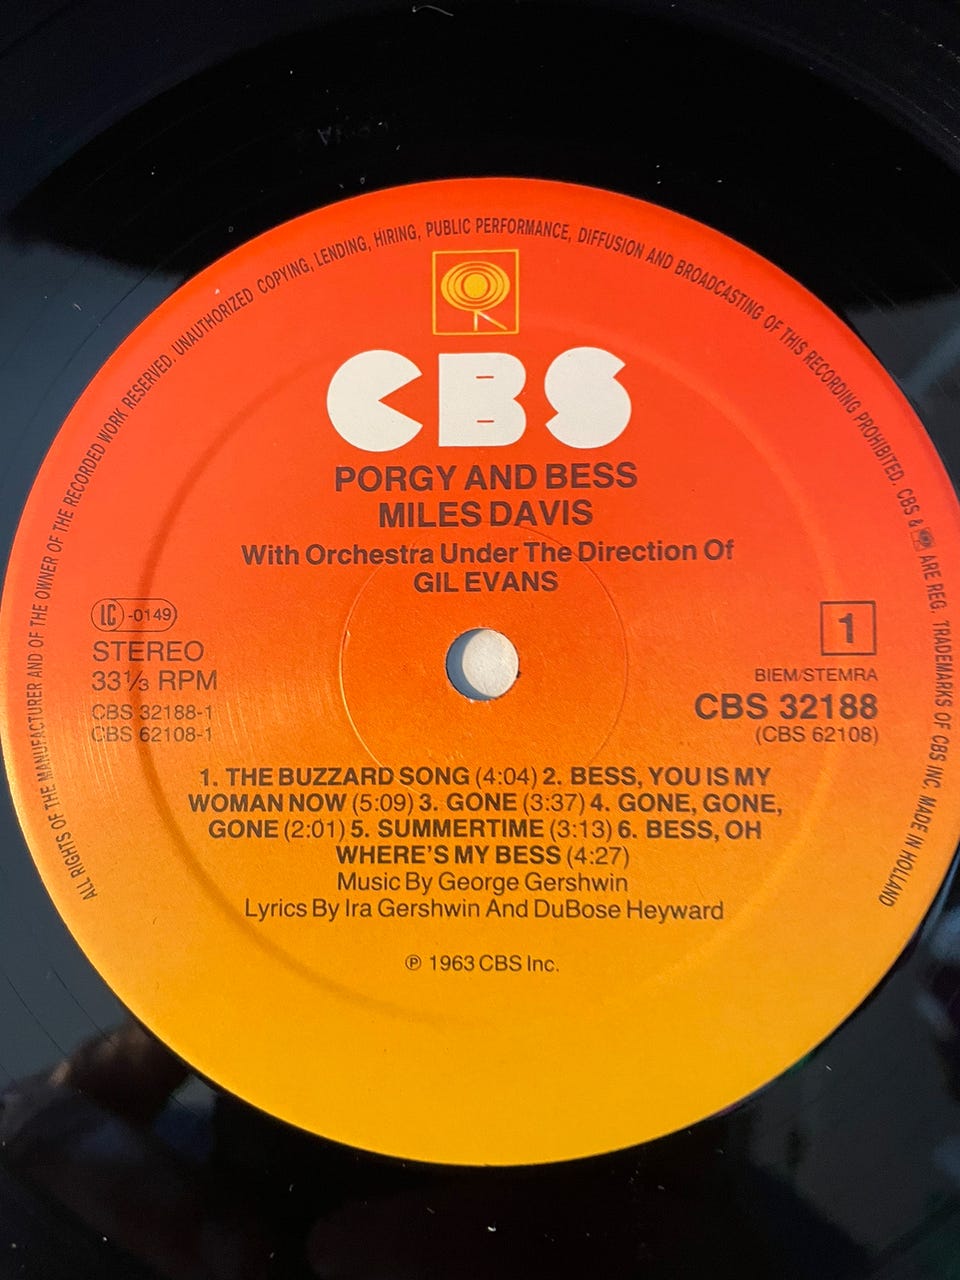 ALL RIGHTS OF THE MANUFACTURER AND OF THE OWNER OF THE RECORDED WORK RESERVED. UNAUTHORIZED COPYING, LENDING, HIRING, PUBLIC PERFORMANCE, DIFFUSION AND BROADCASTING OF THIS RECORDING PROHIBITED. CBS & ARE REG. TRADEMARKS OF CBS INC. MADE IN HOLLAND
CBS
PORGY AND BESS
MILES DAVIS
With Orchestra Under The Direction Of
GIL EVANS
LC-0149
STEREO
33⅓ RPM
CBS 32188-1
CBS 62108-1
1
BIEM/STEMRA
CBS 32188
(CBS 62108)
1. THE BUZZARD SONG (4:04) 2. BESS, YOU IS MY
WOMAN NOW (5:09) 3. GONE (3:37) 4. GONE, GONE,
GONE (2:01) 5. SUMMERTIME (3:13) 6. BESS, OH
WHERE'S MY BESS (4:27)
Music By George Gershwin
Lyrics By Ira Gershwin And DuBose Heyward
℗ 1963 CBS Inc.